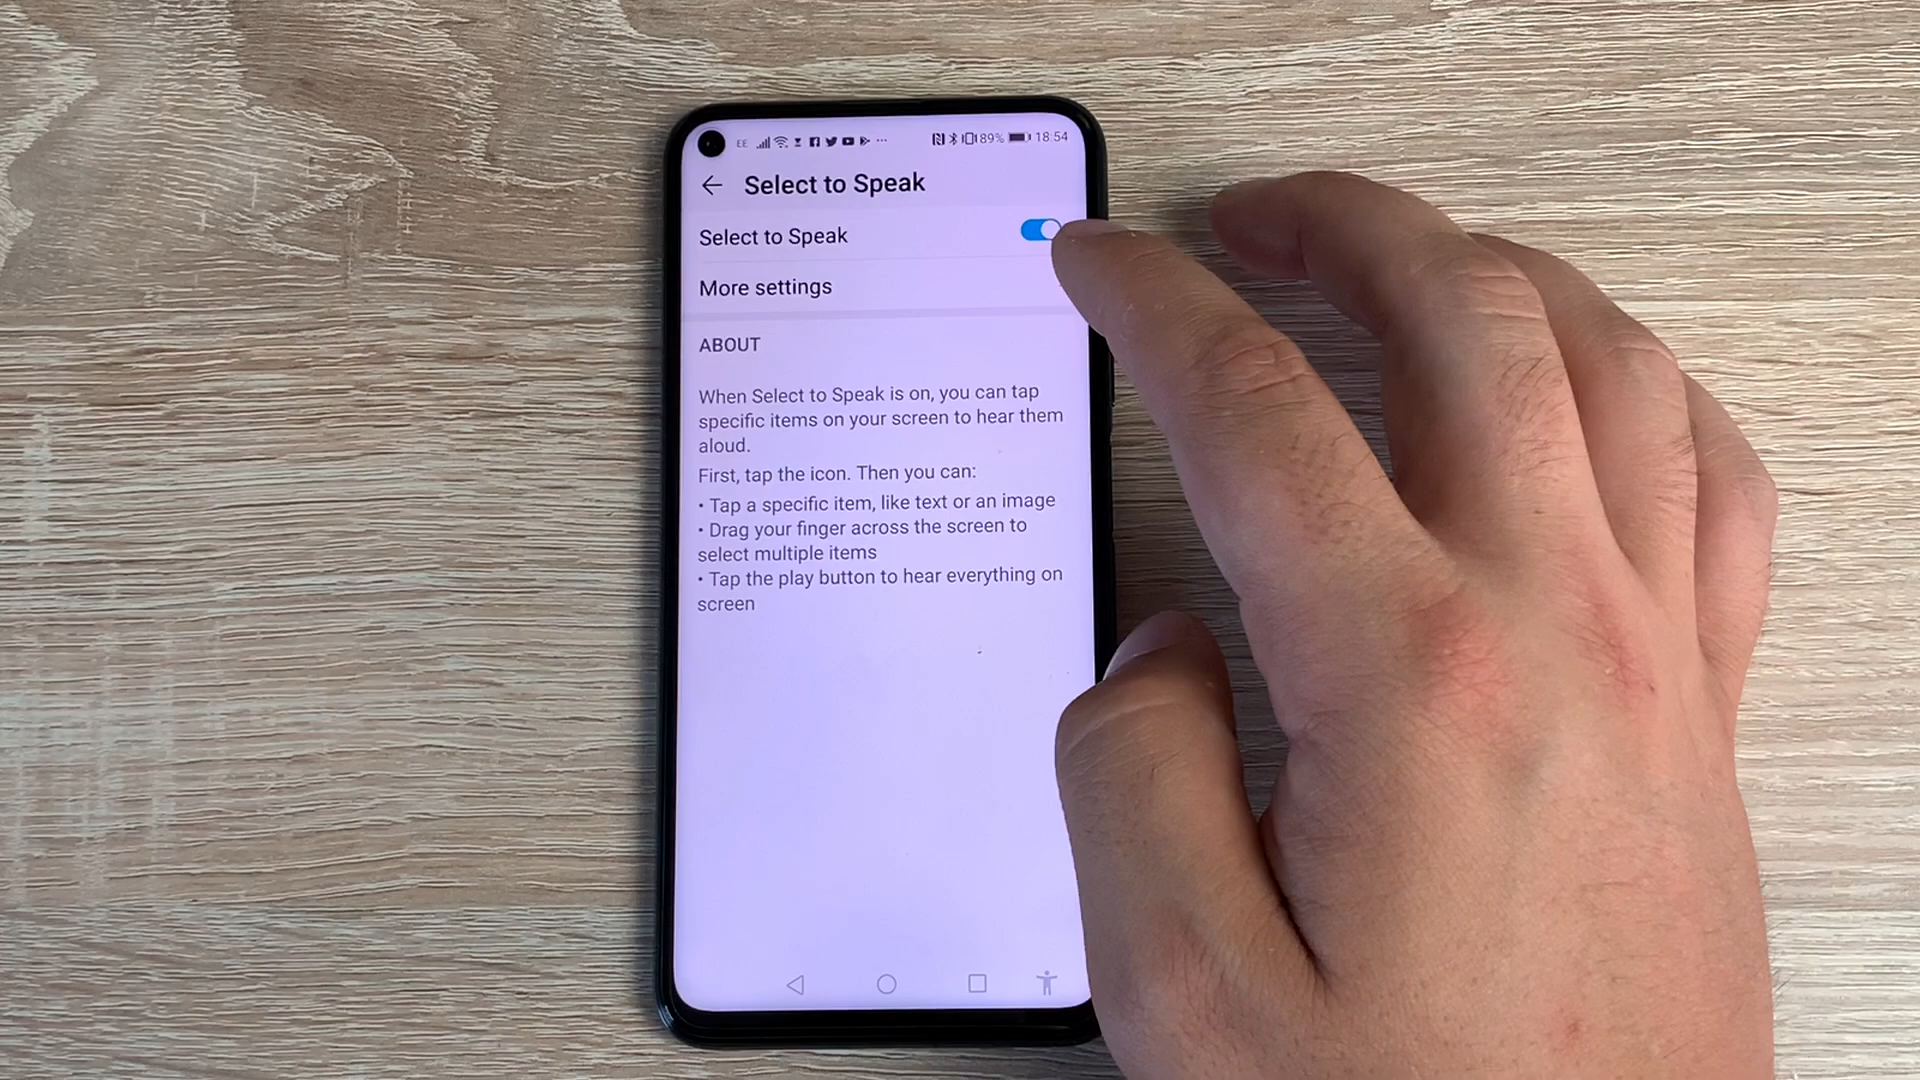 EE 89% 18:54
Select to Speak
Select to Speak
More settings
ABOUT
When Select to Speak is on, you can tap
specific items on your screen to hear them
aloud.
First, tap the icon. Then you can:
• Tap a specific item, like text or an image
• Drag your finger across the screen to
select multiple items
• Tap the play button to hear everything on
screen